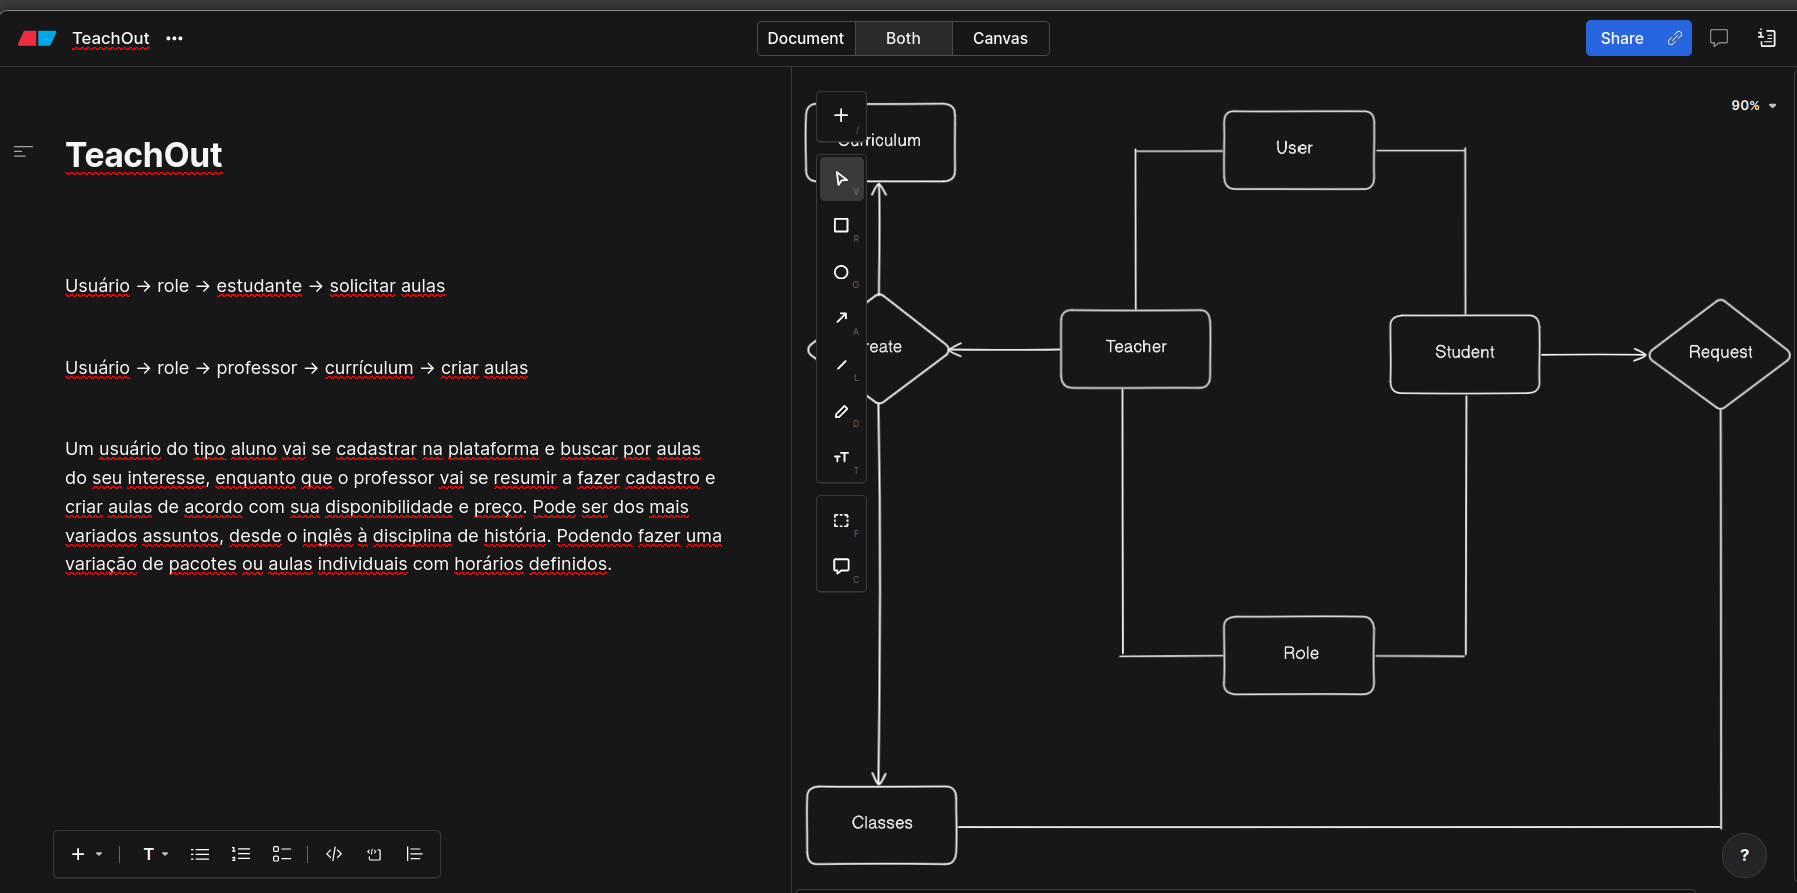 TeachOut
Document
Both
Canvas
Share
TeachOut
Usuário → role → estudante → solicitar aulas
Usuário → role → professor → currículum → criar aulas
Um usuário do tipo aluno vai se cadastrar na plataforma e buscar por aulas
do seu interesse, enquanto que o professor vai se resumir a fazer cadastro e
criar aulas de acordo com sua disponibilidade e preço. Pode ser dos mais
variados assuntos, desde o inglês à disciplina de história. Podendo fazer uma
variação de pacotes ou aulas individuais com horários definidos.
T
90%
/
V
R
O
A
L
D
TT
T
F
C
Curriculum
User
Teacher
Student
Request
Role
Classes
?